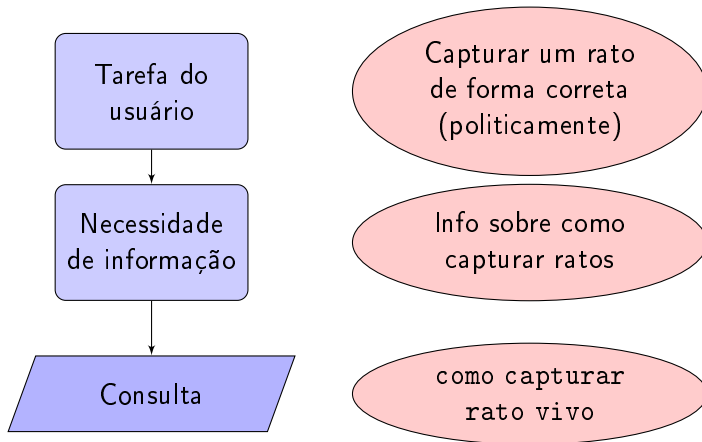 Tarefa do
usuário
Capturar um rato
de forma correta
(politicamente)
Necessidade
de informação
Info sobre como
capturar ratos
Consulta
como capturar
rato vivo